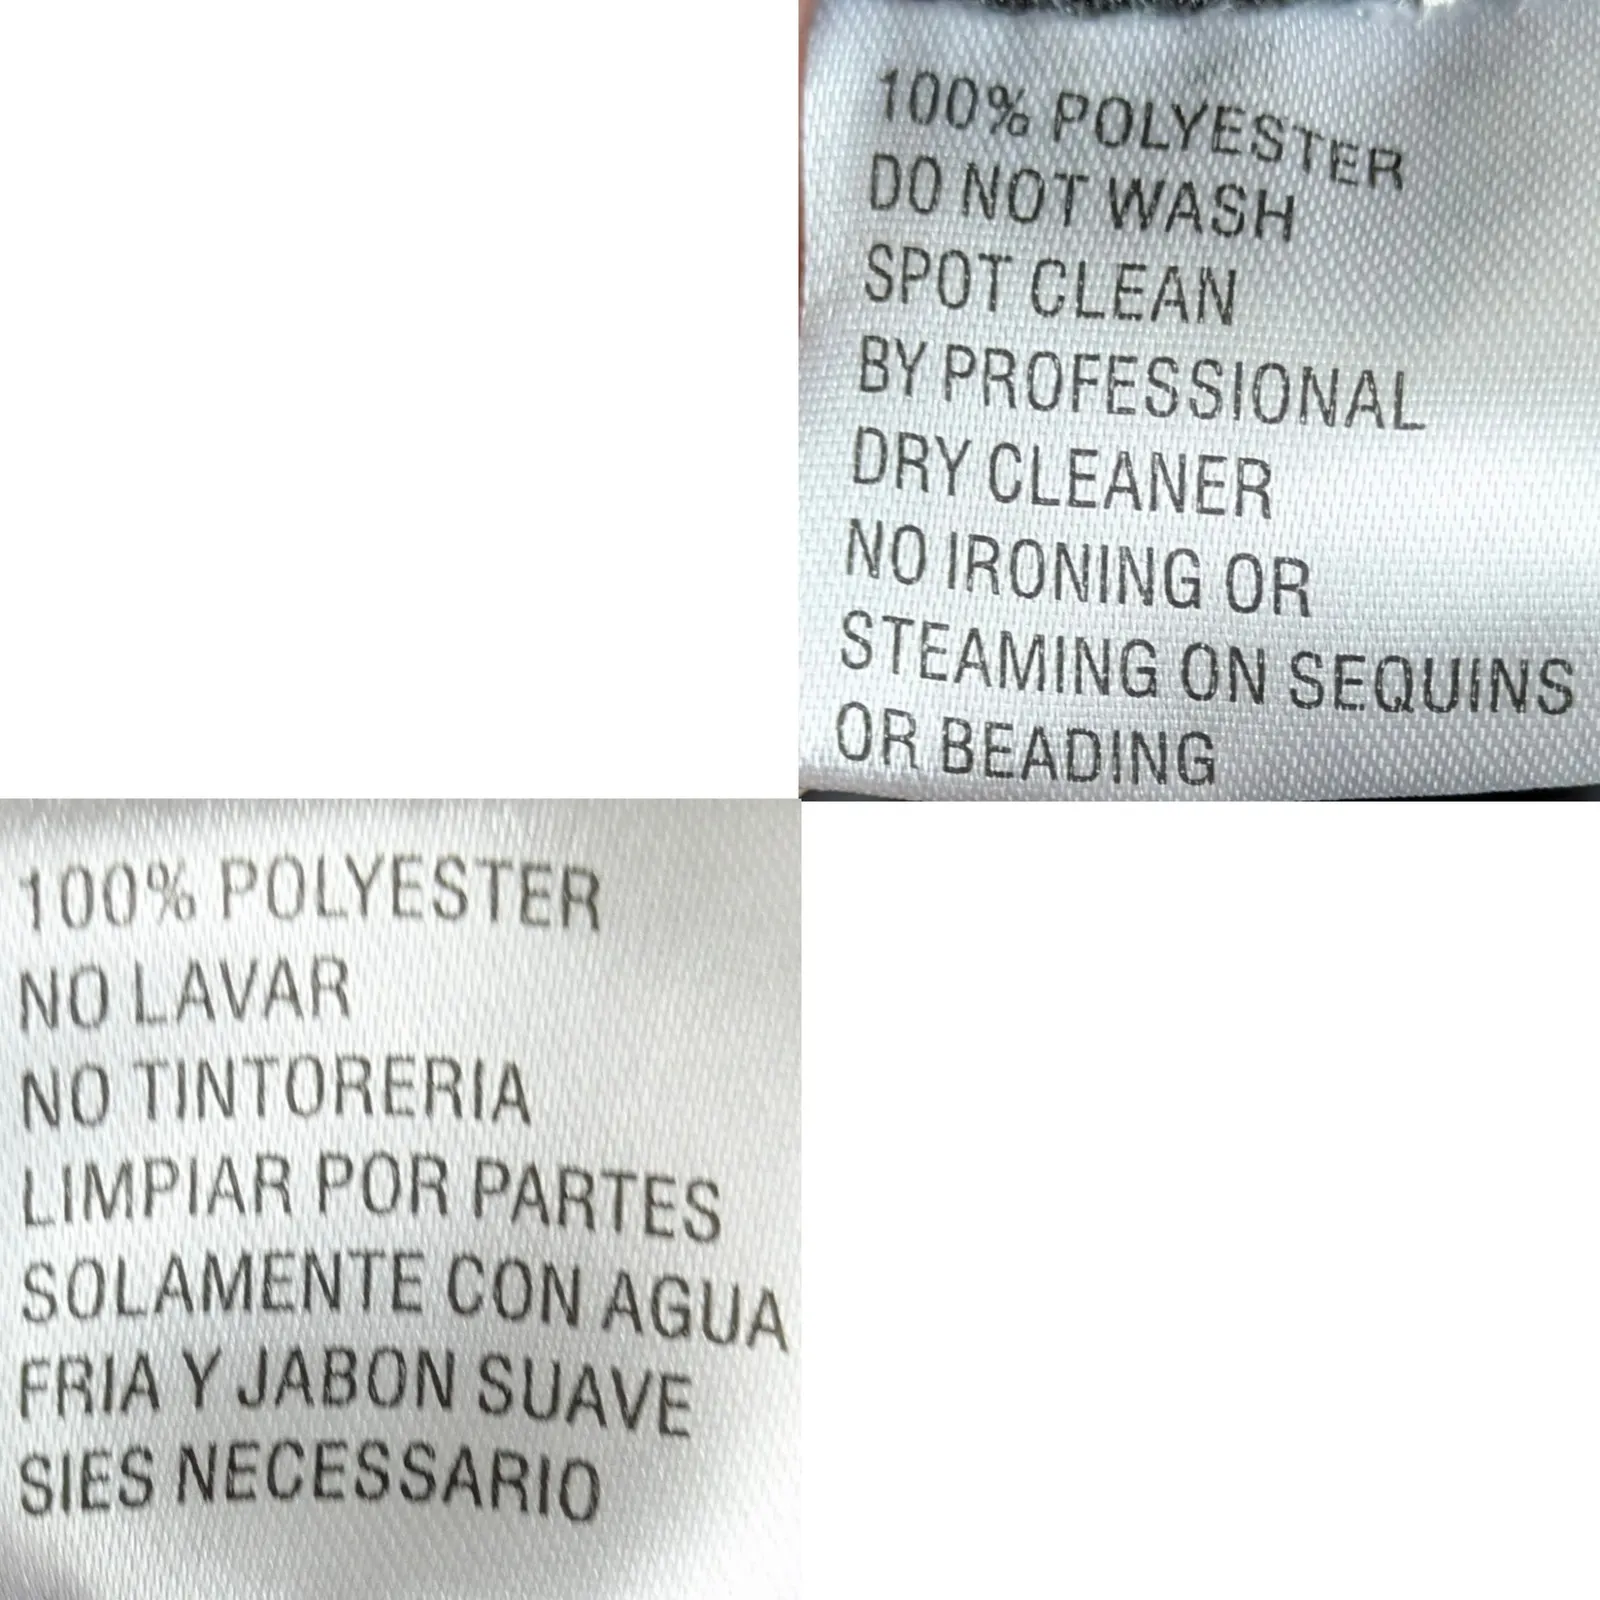 100% POLYESTER
DO NOT WASH
SPOT CLEAN
BY PROFESSIONAL
DRY CLEANER
NO IRONING OR
STEAMING ON SEQUINS
OR BEADING
100% POLYESTER
NO LAVAR
NO TINTORERIA
LIMPIAR POR PARTES
SOLAMENTE CON AGUA
FRIA Y JABON SUAVE
SIES NECESSARIO